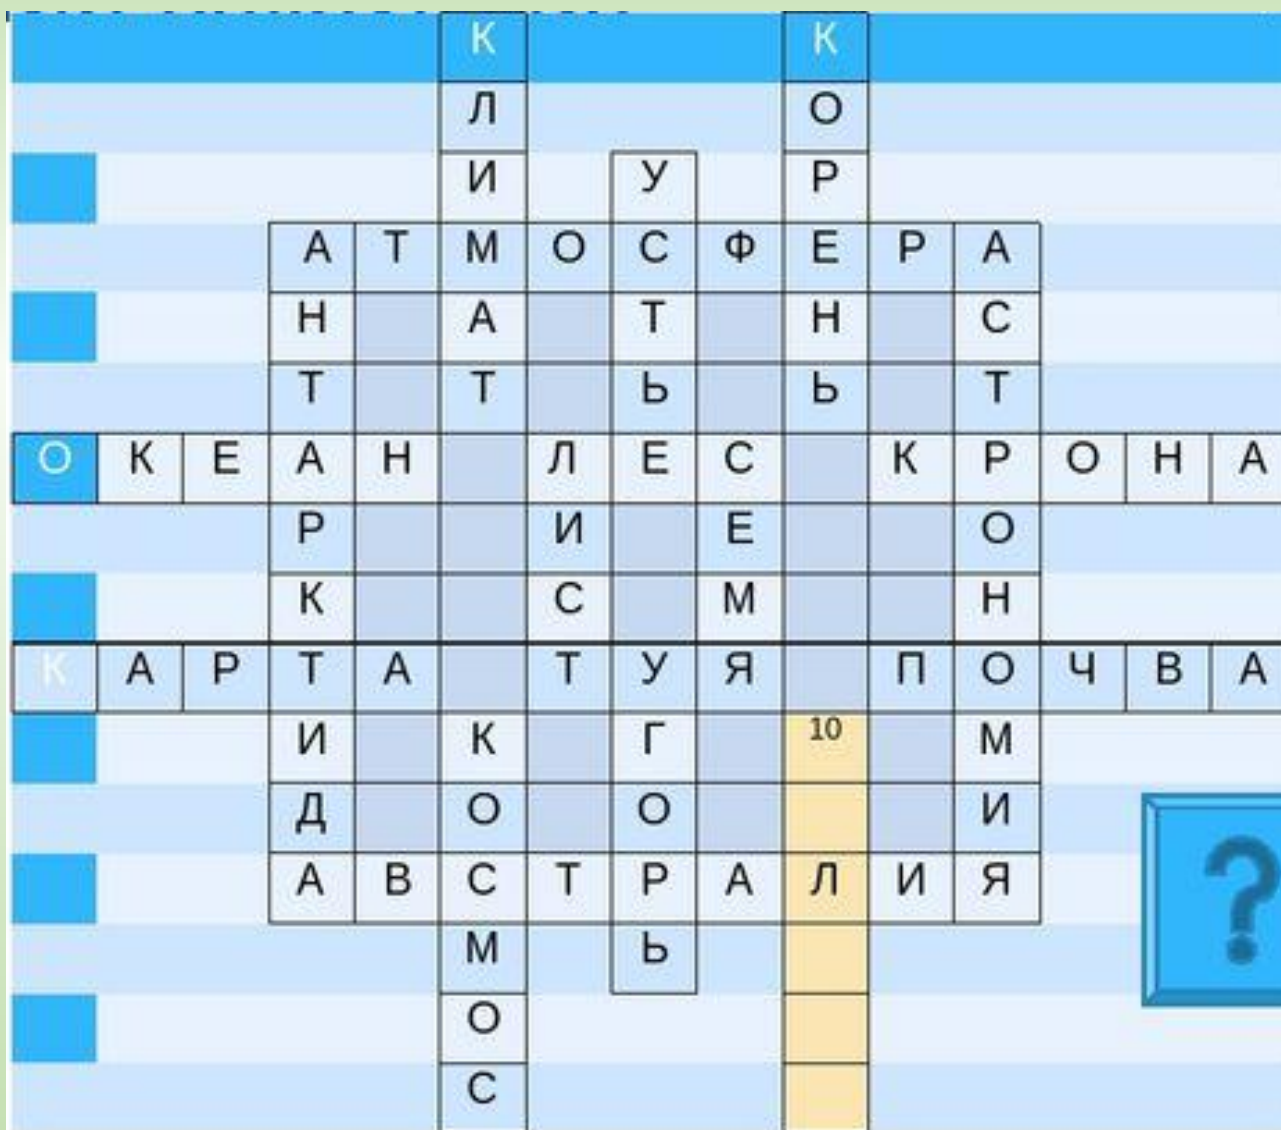 К К
Л О
И У Р
А Т М О С Ф Е Р А
Н А Т Н С
Т Т Ь Ь Т
О К Е А Н Л Е С К Р О Н А
Р И Е О
К С М Н
К А Р Т А Т У Я П О Ч В А
И К Г 10 М
Д О О И
А В С Т Р А Л И Я
?
М Ь
О
С